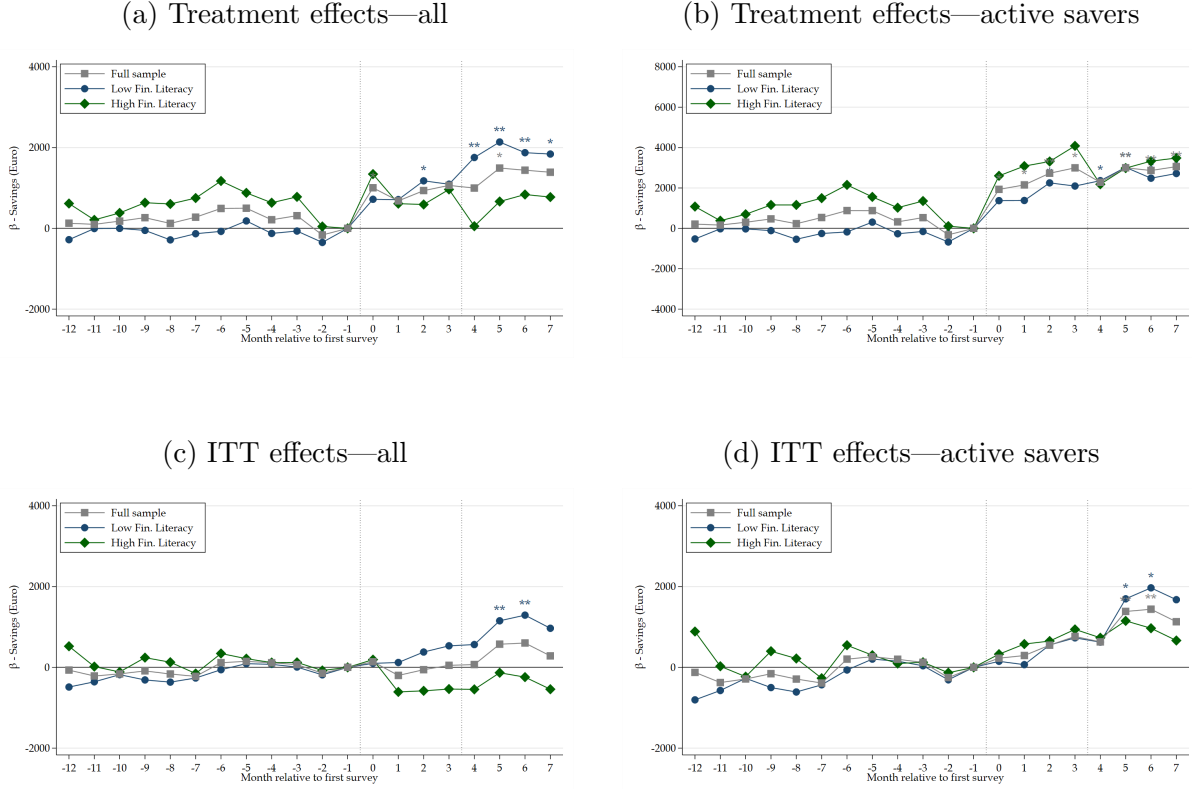 (a) Treatment effects—all
4000
2000
0
-2000
β - Savings (Euro)
Full sample
Low Fin. Literacy
High Fin. Literacy
* ** ** * ** *
-12 -11 -10 -9 -8 -7 -6 -5 -4 -3 -2 -1 0 1 2 3 4 5 6 7
Month relative to first survey
(b) Treatment effects—active savers
8000
6000
4000
2000
0
-2000
-4000
β - Savings (Euro)
Full sample
Low Fin. Literacy
High Fin. Literacy
-12 -11 -10 -9 -8 -7 -6 -5 -4 -3 -2 -1 0 1 2 3 4 5 6 7
Month relative to first survey
(c) ITT effects—all
4000
2000
0
-2000
β - Savings (Euro)
Full sample
Low Fin. Literacy
High Fin. Literacy
** **
-12 -11 -10 -9 -8 -7 -6 -5 -4 -3 -2 -1 0 1 2 3 4 5 6 7
Month relative to first survey
(d) ITT effects—active savers
4000
2000
0
-2000
β - Savings (Euro)
Full sample
Low Fin. Literacy
High Fin. Literacy
* *
**
-12 -11 -10 -9 -8 -7 -6 -5 -4 -3 -2 -1 0 1 2 3 4 5 6 7
Month relative to first survey